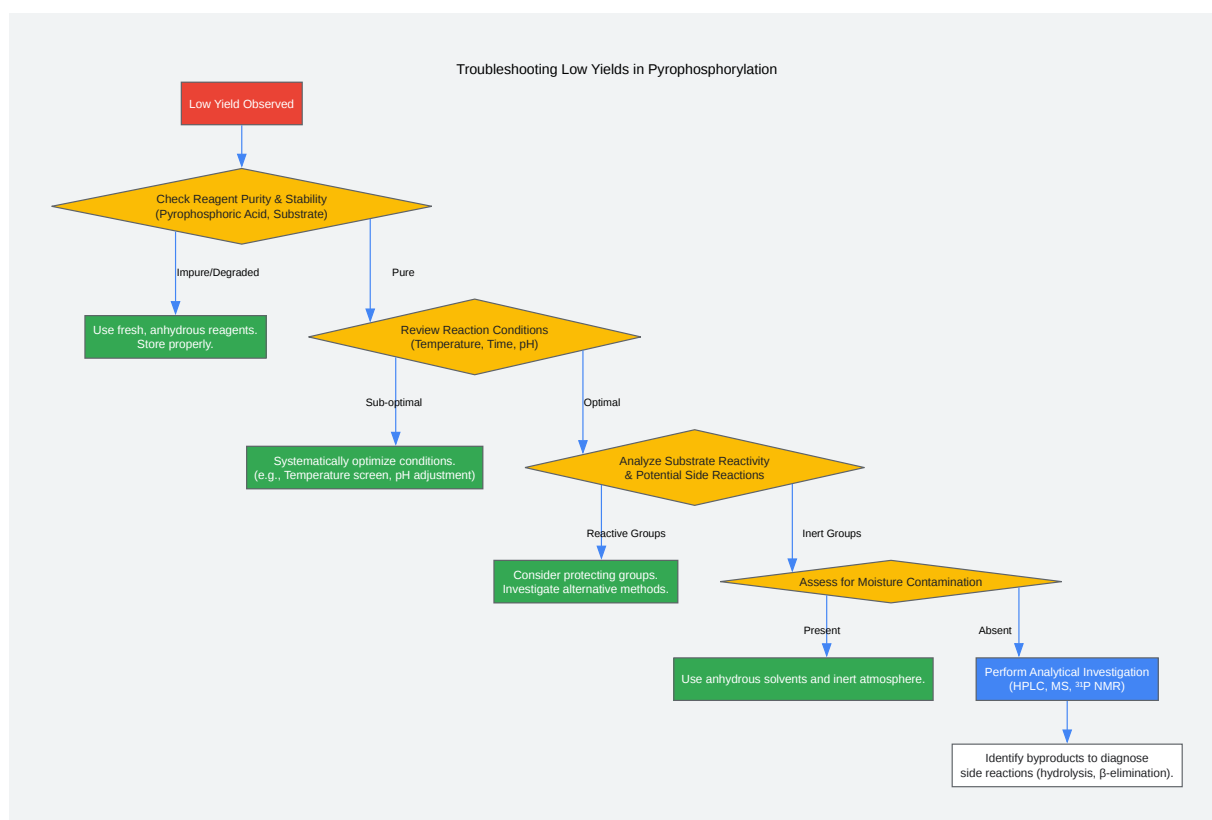 Troubleshooting Low Yields in Pyrophosphorylation
Low Yield Observed
Check Reagent Purity & Stability
(Pyrophosphoric Acid, Substrate)
Impure/Degraded
Pure
Use fresh, anhydrous reagents.
Store properly.
Review Reaction Conditions
(Temperature, Time, pH)
Sub-optimal
Optimal
Systematically optimize conditions.
(e.g., Temperature screen, pH adjustment)
Analyze Substrate Reactivity
& Potential Side Reactions
Reactive Groups
Inert Groups
Consider protecting groups.
Investigate alternative methods.
Assess for Moisture Contamination
Present
Absent
Use anhydrous solvents and inert atmosphere.
Perform Analytical Investigation
(HPLC, MS, ³¹P NMR)
Identify byproducts to diagnose
side reactions (hydrolysis, β-elimination).